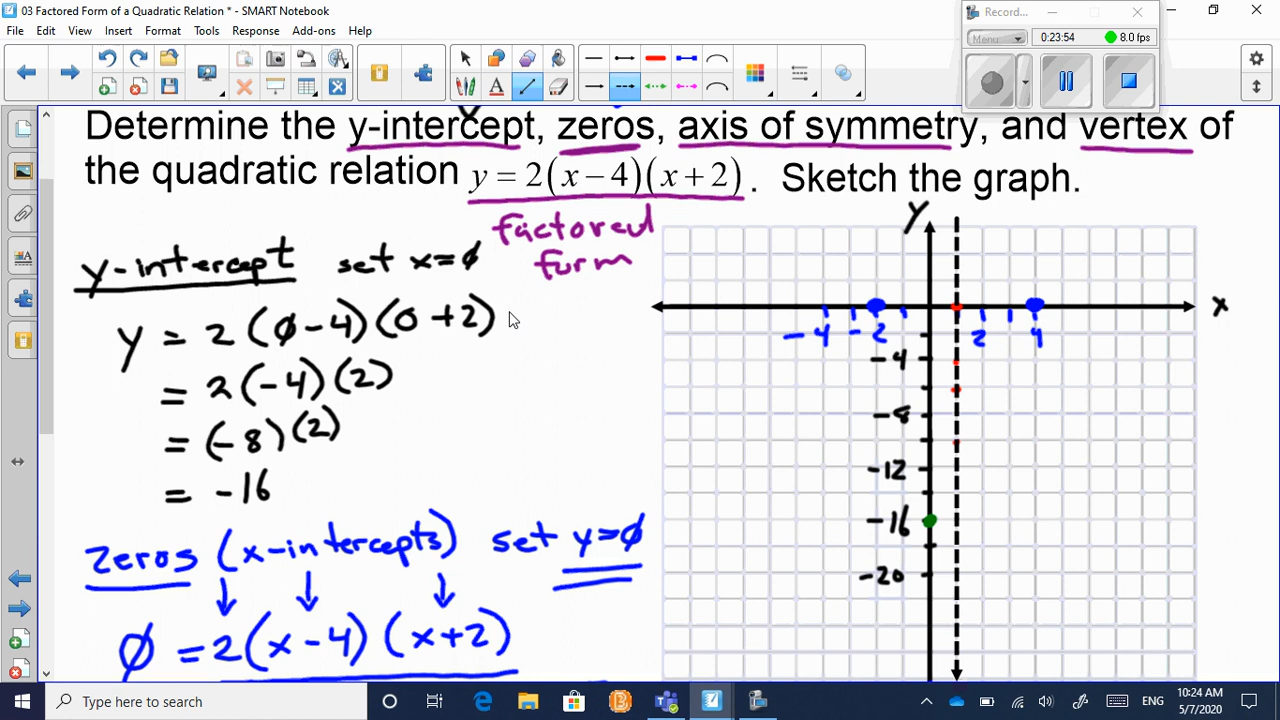 03 Factored Form of a Quadratic Relation * - SMART Notebook
File Edit View Insert Format Tools Response Add-ons Help
Record...
Menu 0:23:54 8.0 fps
Determine the y-intercept, zeros, axis of symmetry, and vertex of
the quadratic relation y = 2(x − 4)(x + 2). Sketch the graph.
factored
form
y-intercept set x=∅
y = 2(∅-4)(0+2)
= 2(-4)(2)
= (-8)(2)
= -16
zeros (x-intercepts) set y=∅
∅ = 2(x-4)(x+2)
y
x
-4 -2 2 4
-4
-8
-12
-16
-20
Type here to search
ENG
10:24 AM
5/7/2020